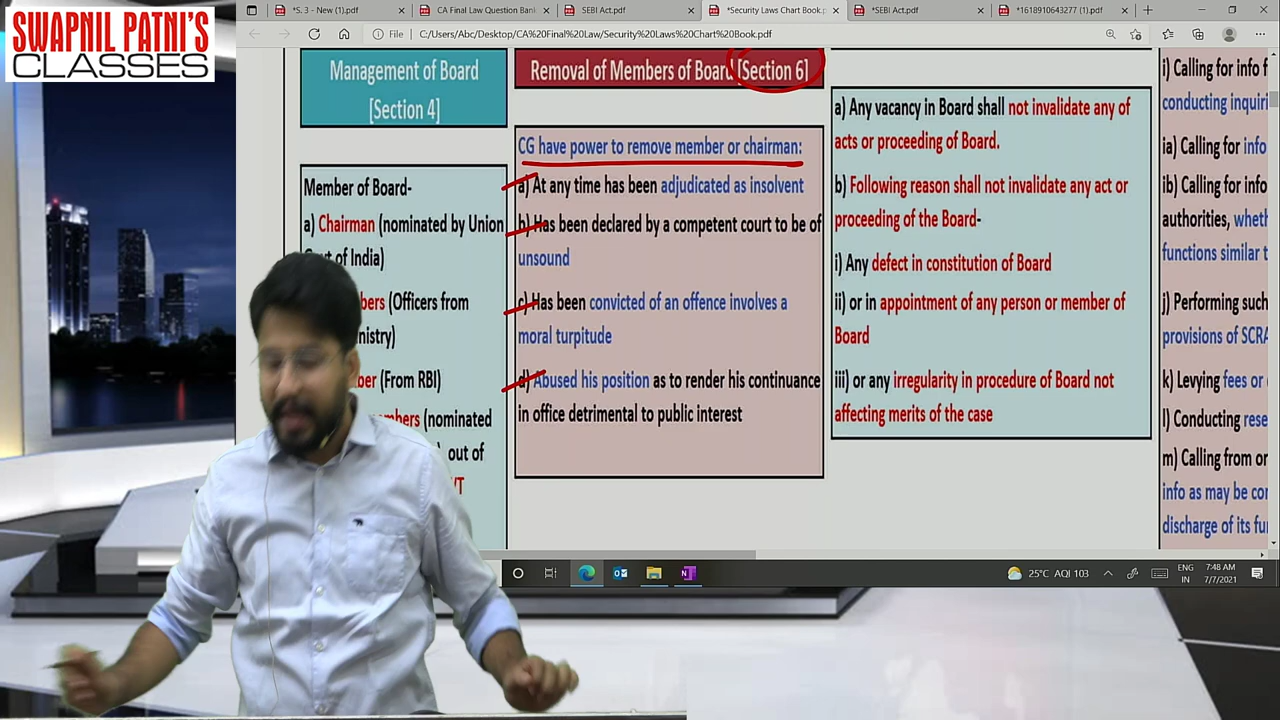 SWAPNIL PATNI'S
CLASSES
*S. 3 - New (1).pdf
CA Final Law Question Bank
SEBI Act.pdf
*Security Laws Chart Book.p
*SEBI Act.pdf
*1618910643277 (1).pdf
File
C:/Users/Abc/Desktop/CA%20Final%20Law/Security%20Laws%20Chart%20Book.pdf
Management of Board
[Section 4]
Member of Board-
a) Chairman (nominated by Union
of India)
(Officers from
(From RBI)
(nominated
out of
Removal of Members of Board [Section 6]
CG have power to remove member or chairman:
a) At any time has been adjudicated as insolvent
b) Has been declared by a competent court to be of
unsound
c) Has been convicted of an offence involves a
moral turpitude
d) Abused his position as to render his continuance
in office detrimental to public interest
a) Any vacancy in Board shall not invalidate any of
acts or proceeding of Board.
b) Following reason shall not invalidate any act or
proceeding of the Board-
i) Any defect in constitution of Board
ii) or in appointment of any person or member of
Board
iii) or any irregularity in procedure of Board not
affecting merits of the case
i) Calling for info f
conducting inquiri
ia) Calling for info
ib) Calling for info
authorities, wheth
functions similar t
j) Performing such
provisions of SCRA
k) Levying fees or
l) Conducting rese
m) Calling from or
info as may be cor
discharge of its fu
25°C AQI 103
ENG
IN
7:48 AM
7/7/2021